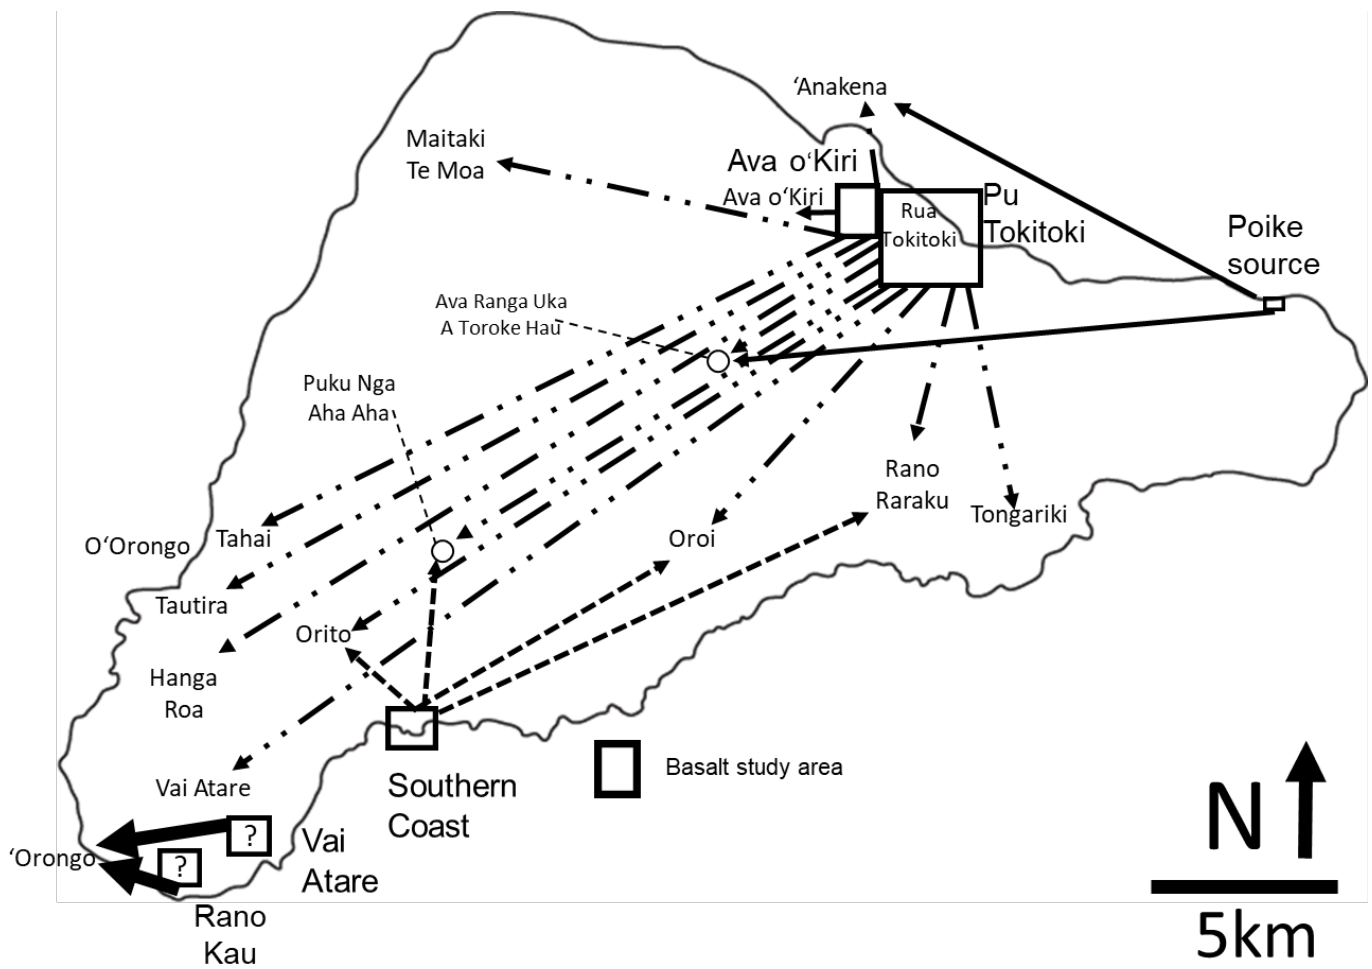 ‘Anakena
Maitaki
Te Moa
Ava o‘Kiri
Ava o‘Kiri
Rua
Tokitoki
Pu
Tokitoki
Poike
source
Ava Ranga Uka
A Toroke Hau
Puku Nga
Aha Aha
Rano
Raraku
Tongariki
Oroi
O‘Orongo
Tahai
Tautira
Orito
Hanga
Roa
Vai Atare
Southern
Coast
Basalt study area
?
Vai
Atare
‘Orongo
?
Rano
Kau
N
5km